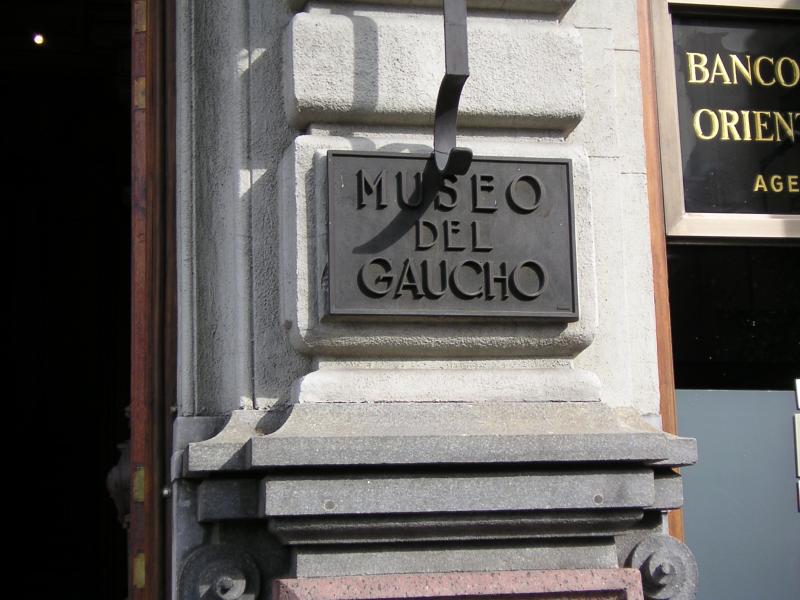 MUSEO
DEL
GAUCHO
BANCO
ORIENT
AGE